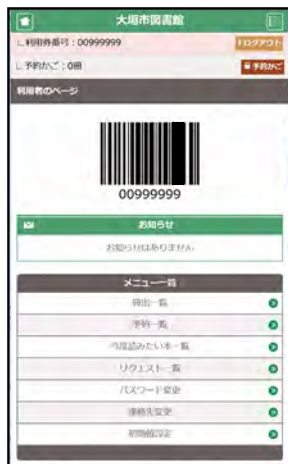 大垣市図書館
利用券番号：00999999
ログアウト
予約かご：0冊
予約かご
利用者のページ
00999999
お知らせ
お知らせはありません
メニュー一覧
貸出一覧
予約一覧
今度読みたい本一覧
リクエスト一覧
パスワード変更
連絡先変更
初期値設定